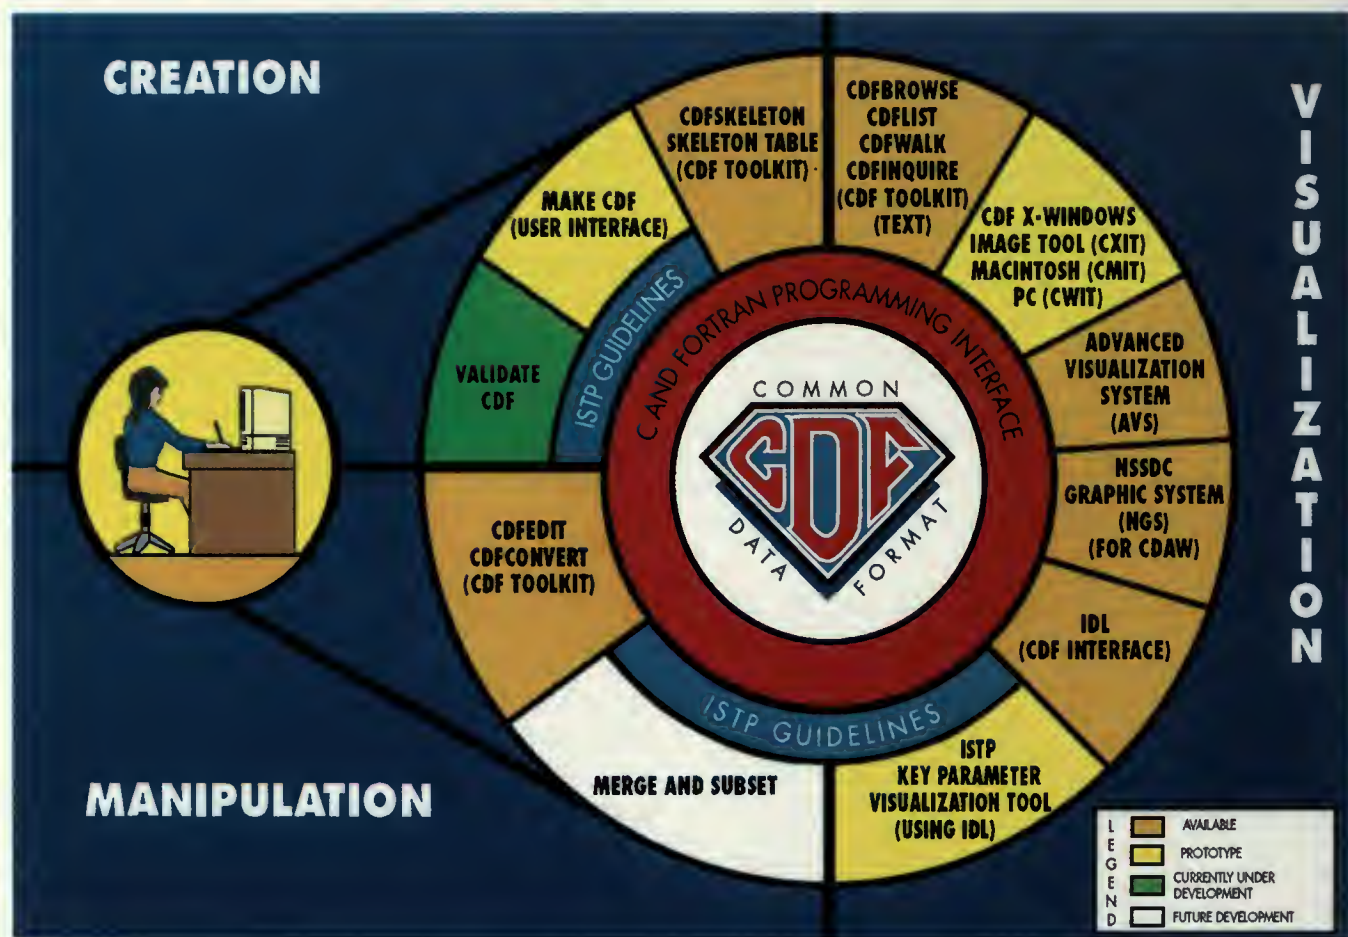 CREATION
VISUALIZATION
MANIPULATION
CDFSKELETON
SKELETON TABLE
(CDF TOOLKIT)
CDFBROWSE
CDFLIST
CDFWALK
CDFINQUIRE
(CDF TOOLKIT)
(TEXT)
MAKE CDF
(USER INTERFACE)
CDF X-WINDOWS
IMAGE TOOL (CXIT)
MACINTOSH (CMIT)
PC (CWIT)
VALIDATE
CDF
ISTP GUIDELINES
C AND FORTRAN PROGRAMMING INTERFACE
COMMON
CDF
DATA FORMAT
ADVANCED
VISUALIZATION
SYSTEM
(AVS)
NSSDC
GRAPHIC SYSTEM
(NGS)
(FOR CDAW)
CDFEDIT
CDFCONVERT
(CDF TOOLKIT)
IDL
(CDF INTERFACE)
ISTP GUIDELINES
MERGE AND SUBSET
ISTP
KEY PARAMETER
VISUALIZATION TOOL
(USING IDL)
LEGEND
AVAILABLE
PROTOTYPE
CURRENTLY UNDER
DEVELOPMENT
FUTURE DEVELOPMENT